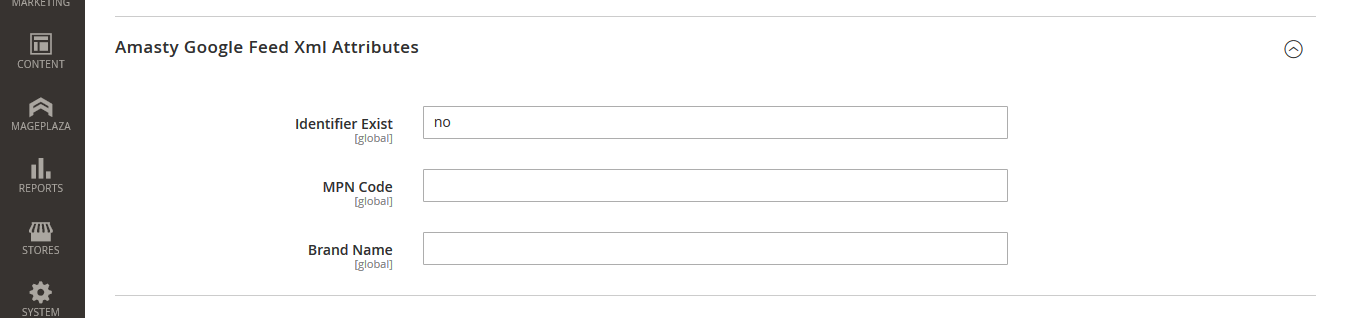 MARKETING
CONTENT
MAGEPLAZA
REPORTS
STORES
SYSTEM
Amasty Google Feed Xml Attributes
Identifier Exist
[global]
no
MPN Code
[global]
Brand Name
[global]